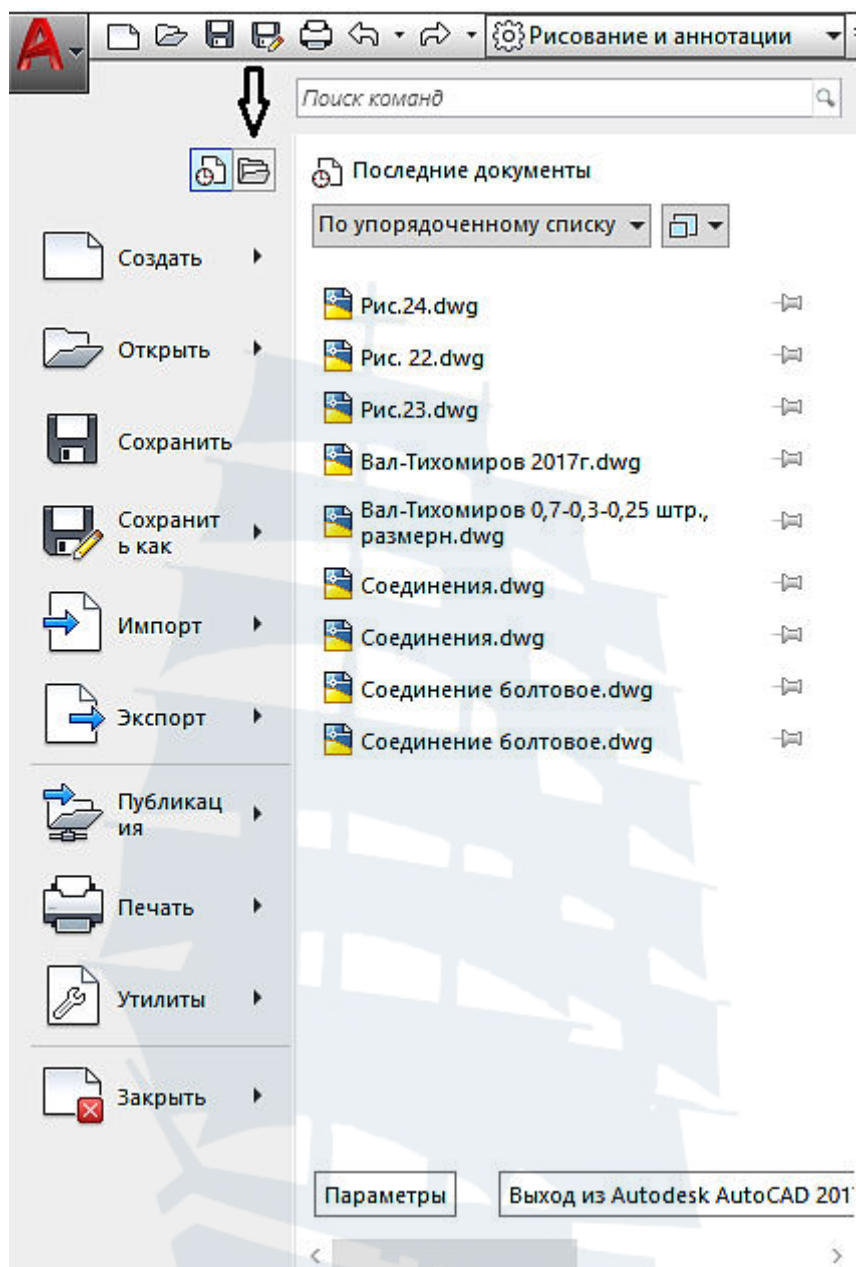 Рисование и аннотации
Поиск команд
Последние документы
По упорядоченному списку
Создать
Открыть
Сохранить
Сохранит
ь как
Импорт
Экспорт
Публикац
ия
Печать
Утилиты
Закрыть
Рис.24.dwg
Рис. 22.dwg
Рис.23.dwg
Вал-Тихомиров 2017г.dwg
Вал-Тихомиров 0,7-0,3-0,25 штр.,
размерн.dwg
Соединения.dwg
Соединения.dwg
Соединение болтовое.dwg
Соединение болтовое.dwg
Параметры
Выход из Autodesk AutoCAD 201